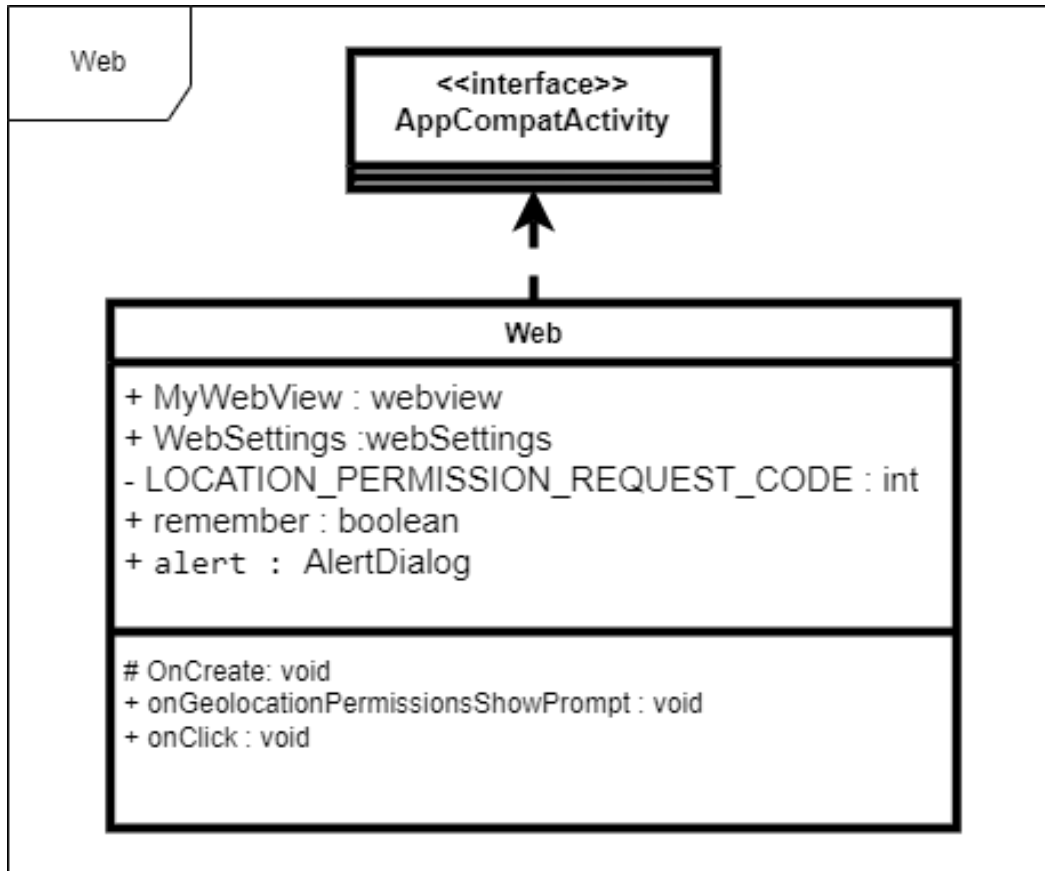 Web
<<interface>>
AppCompatActivity
Web
+ MyWebView : webview
+ WebSettings :webSettings
- LOCATION_PERMISSION_REQUEST_CODE : int
+ remember : boolean
+ alert : AlertDialog
# OnCreate: void
+ onGeolocationPermissionsShowPrompt : void
+ onClick : void